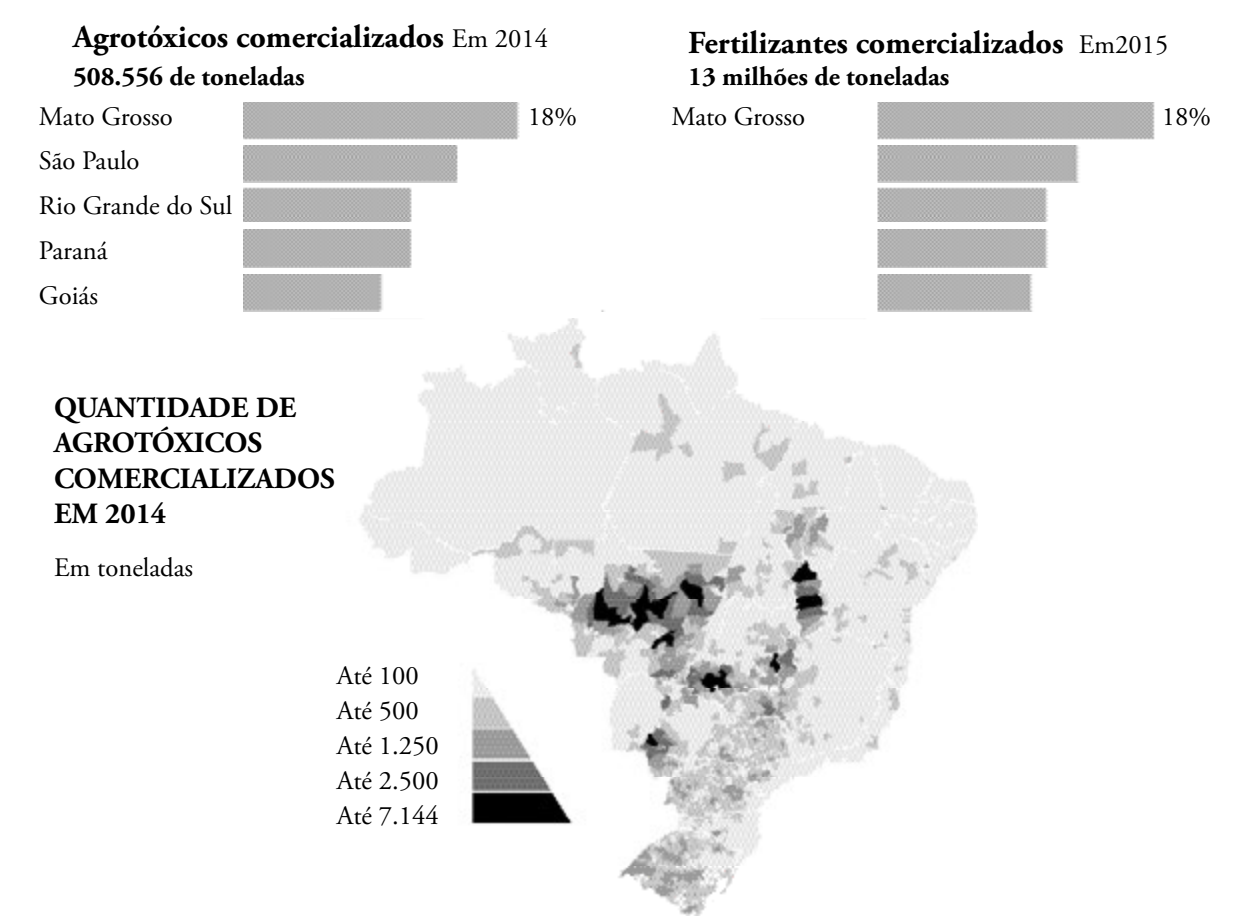 Agrotóxicos comercializados Em 2014
508.556 de toneladas
Mato Grosso 18%
São Paulo
Rio Grande do Sul
Paraná
Goiás
Fertilizantes comercializados Em2015
13 milhões de toneladas
Mato Grosso 18%
QUANTIDADE DE
AGROTÓXICOS
COMERCIALIZADOS
EM 2014
Em toneladas
Até 100
Até 500
Até 1.250
Até 2.500
Até 7.144